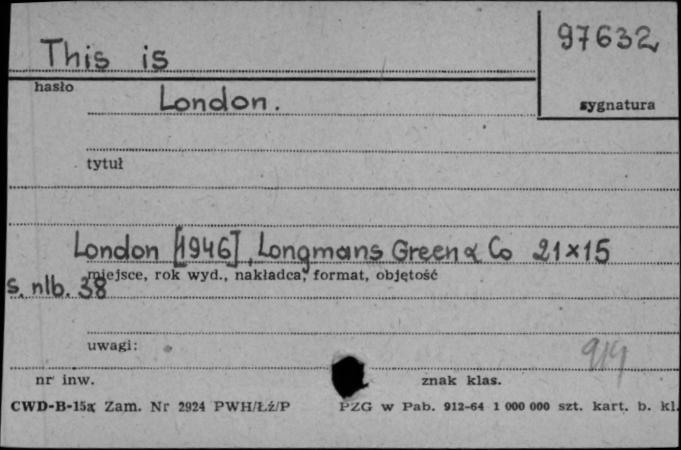 This is
97632
hasło
London.
sygnatura
tytuł
London [1946], Longmans Green & Co 21×15
miejsce, rok wyd., nakładca, format, objętość
s. nlb. 38
uwagi:
919
nr inw.
znak klas.
CWD-B-15a Zam. Nr 2924 PWH/Łź/P PZG w Pab. 912-64 1 000 000 szt. kart. b. kl.